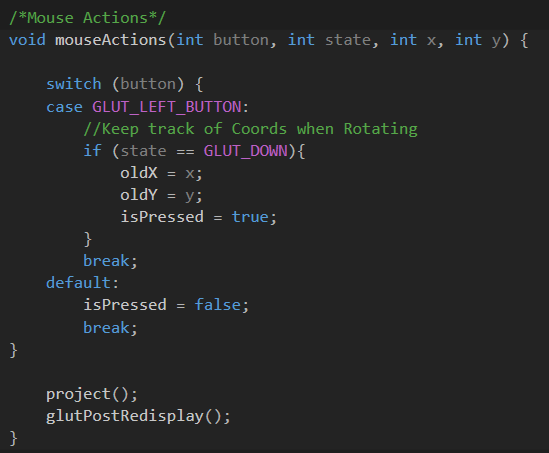 /*Mouse Actions*/
void mouseActions(int button, int state, int x, int y) {
switch (button) {
case GLUT_LEFT_BUTTON:
//Keep track of Coords when Rotating
if (state == GLUT_DOWN){
oldX = x;
oldY = y;
isPressed = true;
}
break;
default:
isPressed = false;
break;
}
project();
glutPostRedisplay();
}